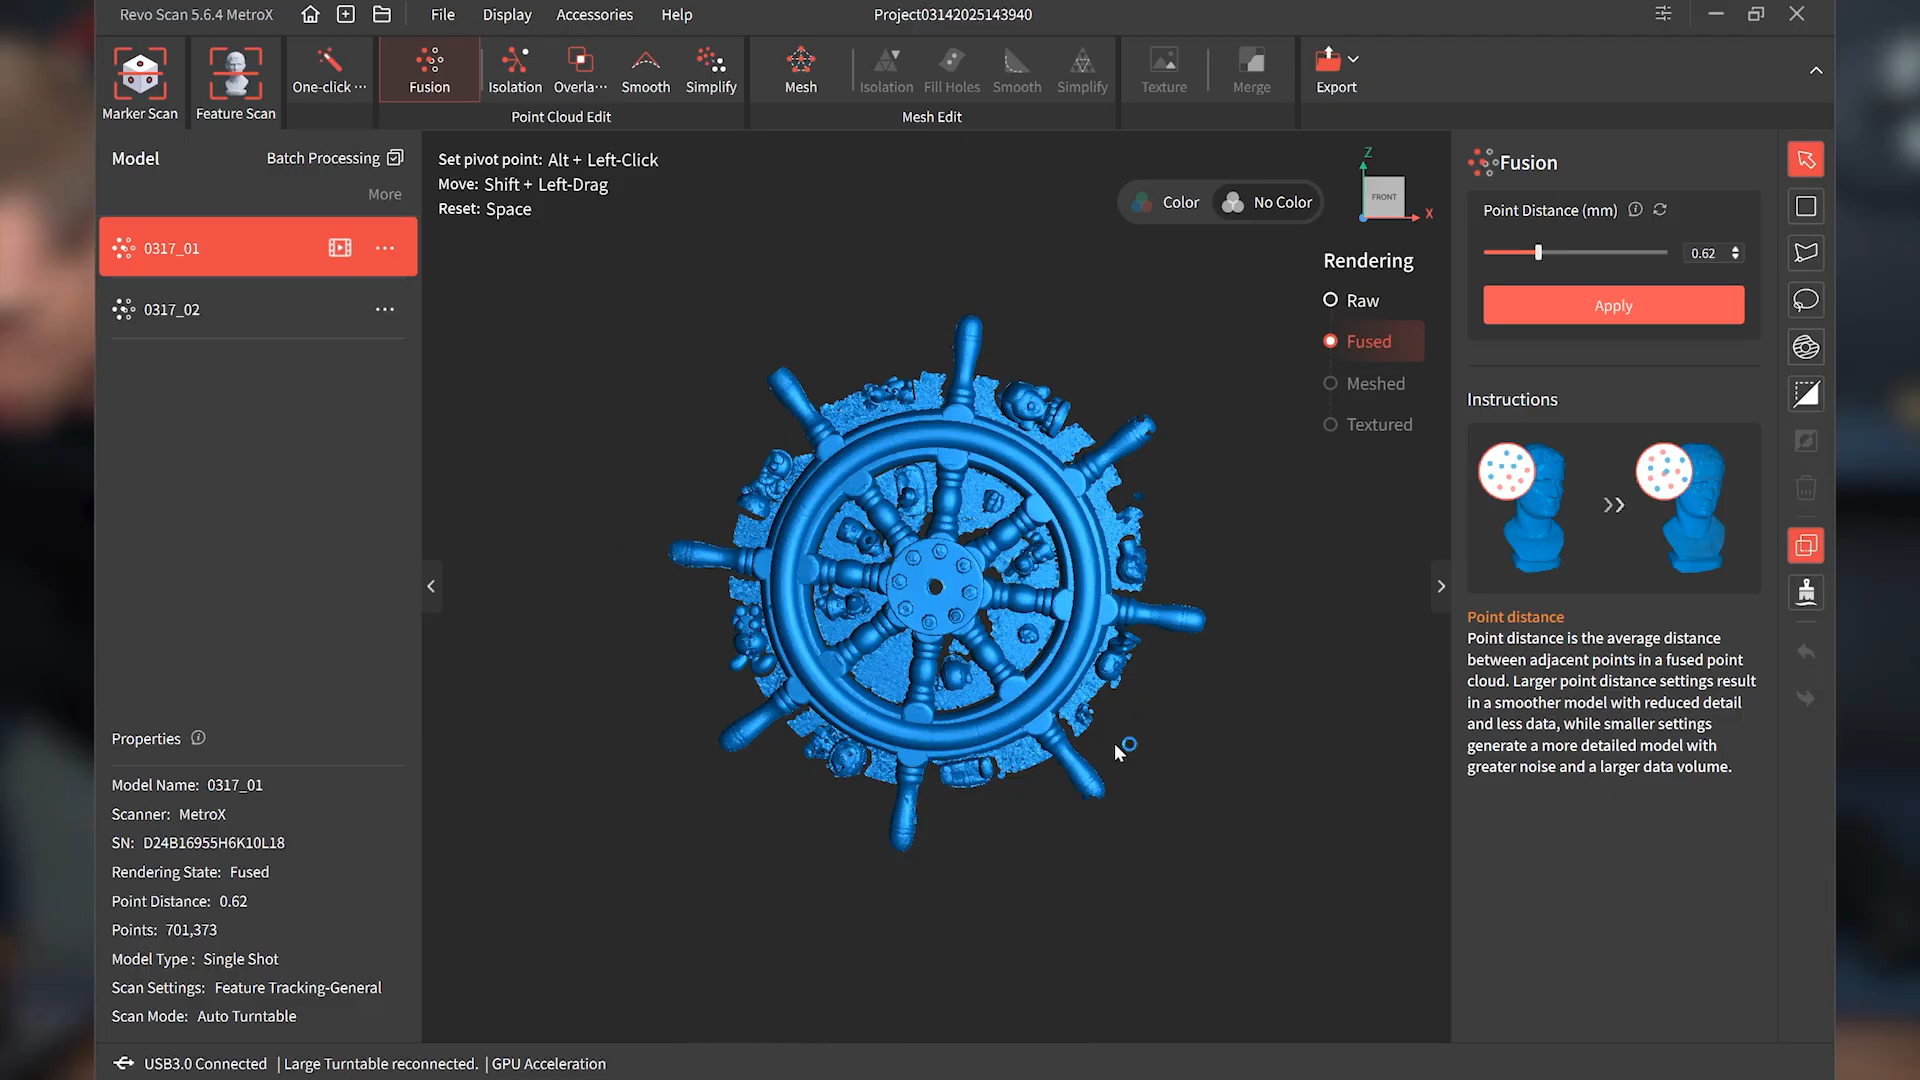 Revo Scan 5.6.4 MetroX
File
Display
Accessories
Help
Project03142025143940
Marker Scan
Feature Scan
One-click ···
Fusion
Isolation
Overla···
Smooth
Simplify
Point Cloud Edit
Mesh
Isolation
Fill Holes
Smooth
Simplify
Mesh Edit
Texture
Merge
Export
Model
Batch Processing
More
0317_01
0317_02
Properties
Model Name: 0317_01
Scanner: MetroX
SN: D24B16955H6K10L18
Rendering State: Fused
Point Distance: 0.62
Points: 701,373
Model Type : Single Shot
Scan Settings: Feature Tracking-General
Scan Mode: Auto Turntable
Set pivot point: Alt + Left-Click
Move: Shift + Left-Drag
Reset: Space
Color
No Color
Z
FRONT
X
Rendering
Raw
Fused
Meshed
Textured
Fusion
Point Distance (mm)
0.62
Apply
Instructions
Point distance
Point distance is the average distance
between adjacent points in a fused point
cloud. Larger point distance settings result
in a smoother model with reduced detail
and less data, while smaller settings
generate a more detailed model with
greater noise and a larger data volume.
USB3.0 Connected | Large Turntable reconnected. | GPU Acceleration